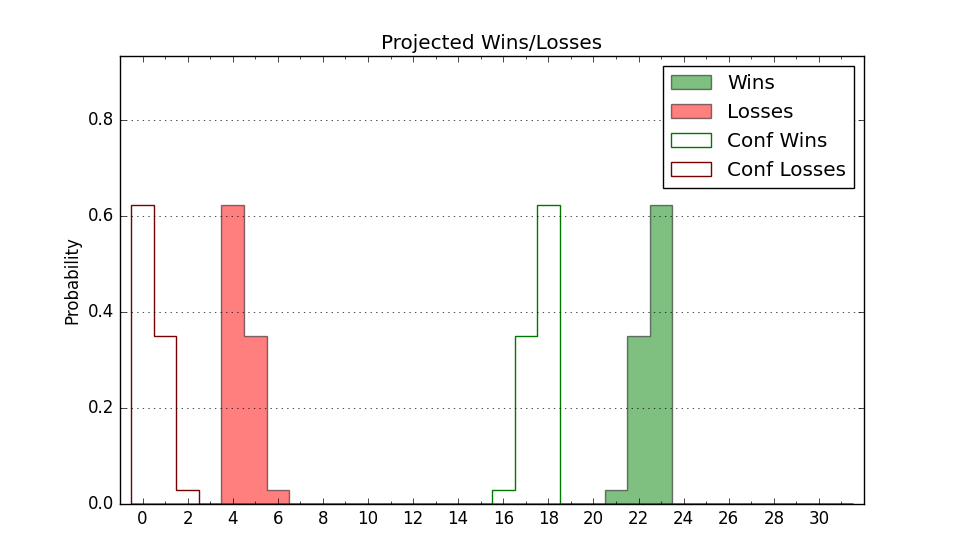 Projected Wins/Losses
Wins
Losses
Conf Wins
Conf Losses
Probability
0.8
0.6
0.4
0.2
0.0
0 2 4 6 8 10 12 14 16 18 20 22 24 26 28 30